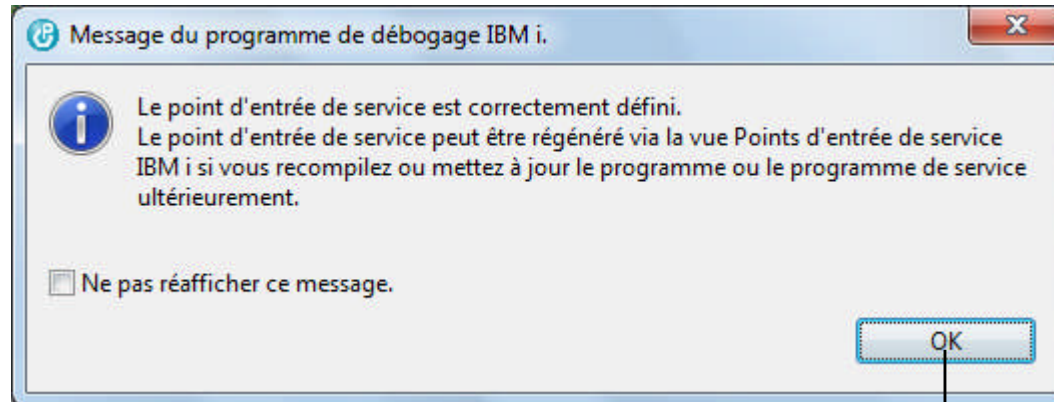 Message du programme de débogage IBM i.
Le point d'entrée de service est correctement défini.
Le point d'entrée de service peut être régénéré via la vue Points d'entrée de service
IBM i si vous recompilez ou mettez à jour le programme ou le programme de service
ultérieurement.
Ne pas réafficher ce message.
OK